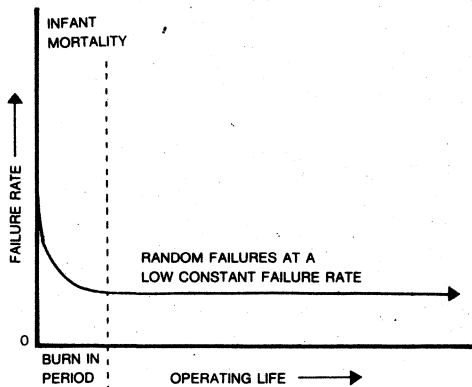 INFANT
MORTALITY
FAILURE RATE
RANDOM FAILURES AT A
LOW CONSTANT FAILURE RATE
0
BURN IN
PERIOD
OPERATING LIFE